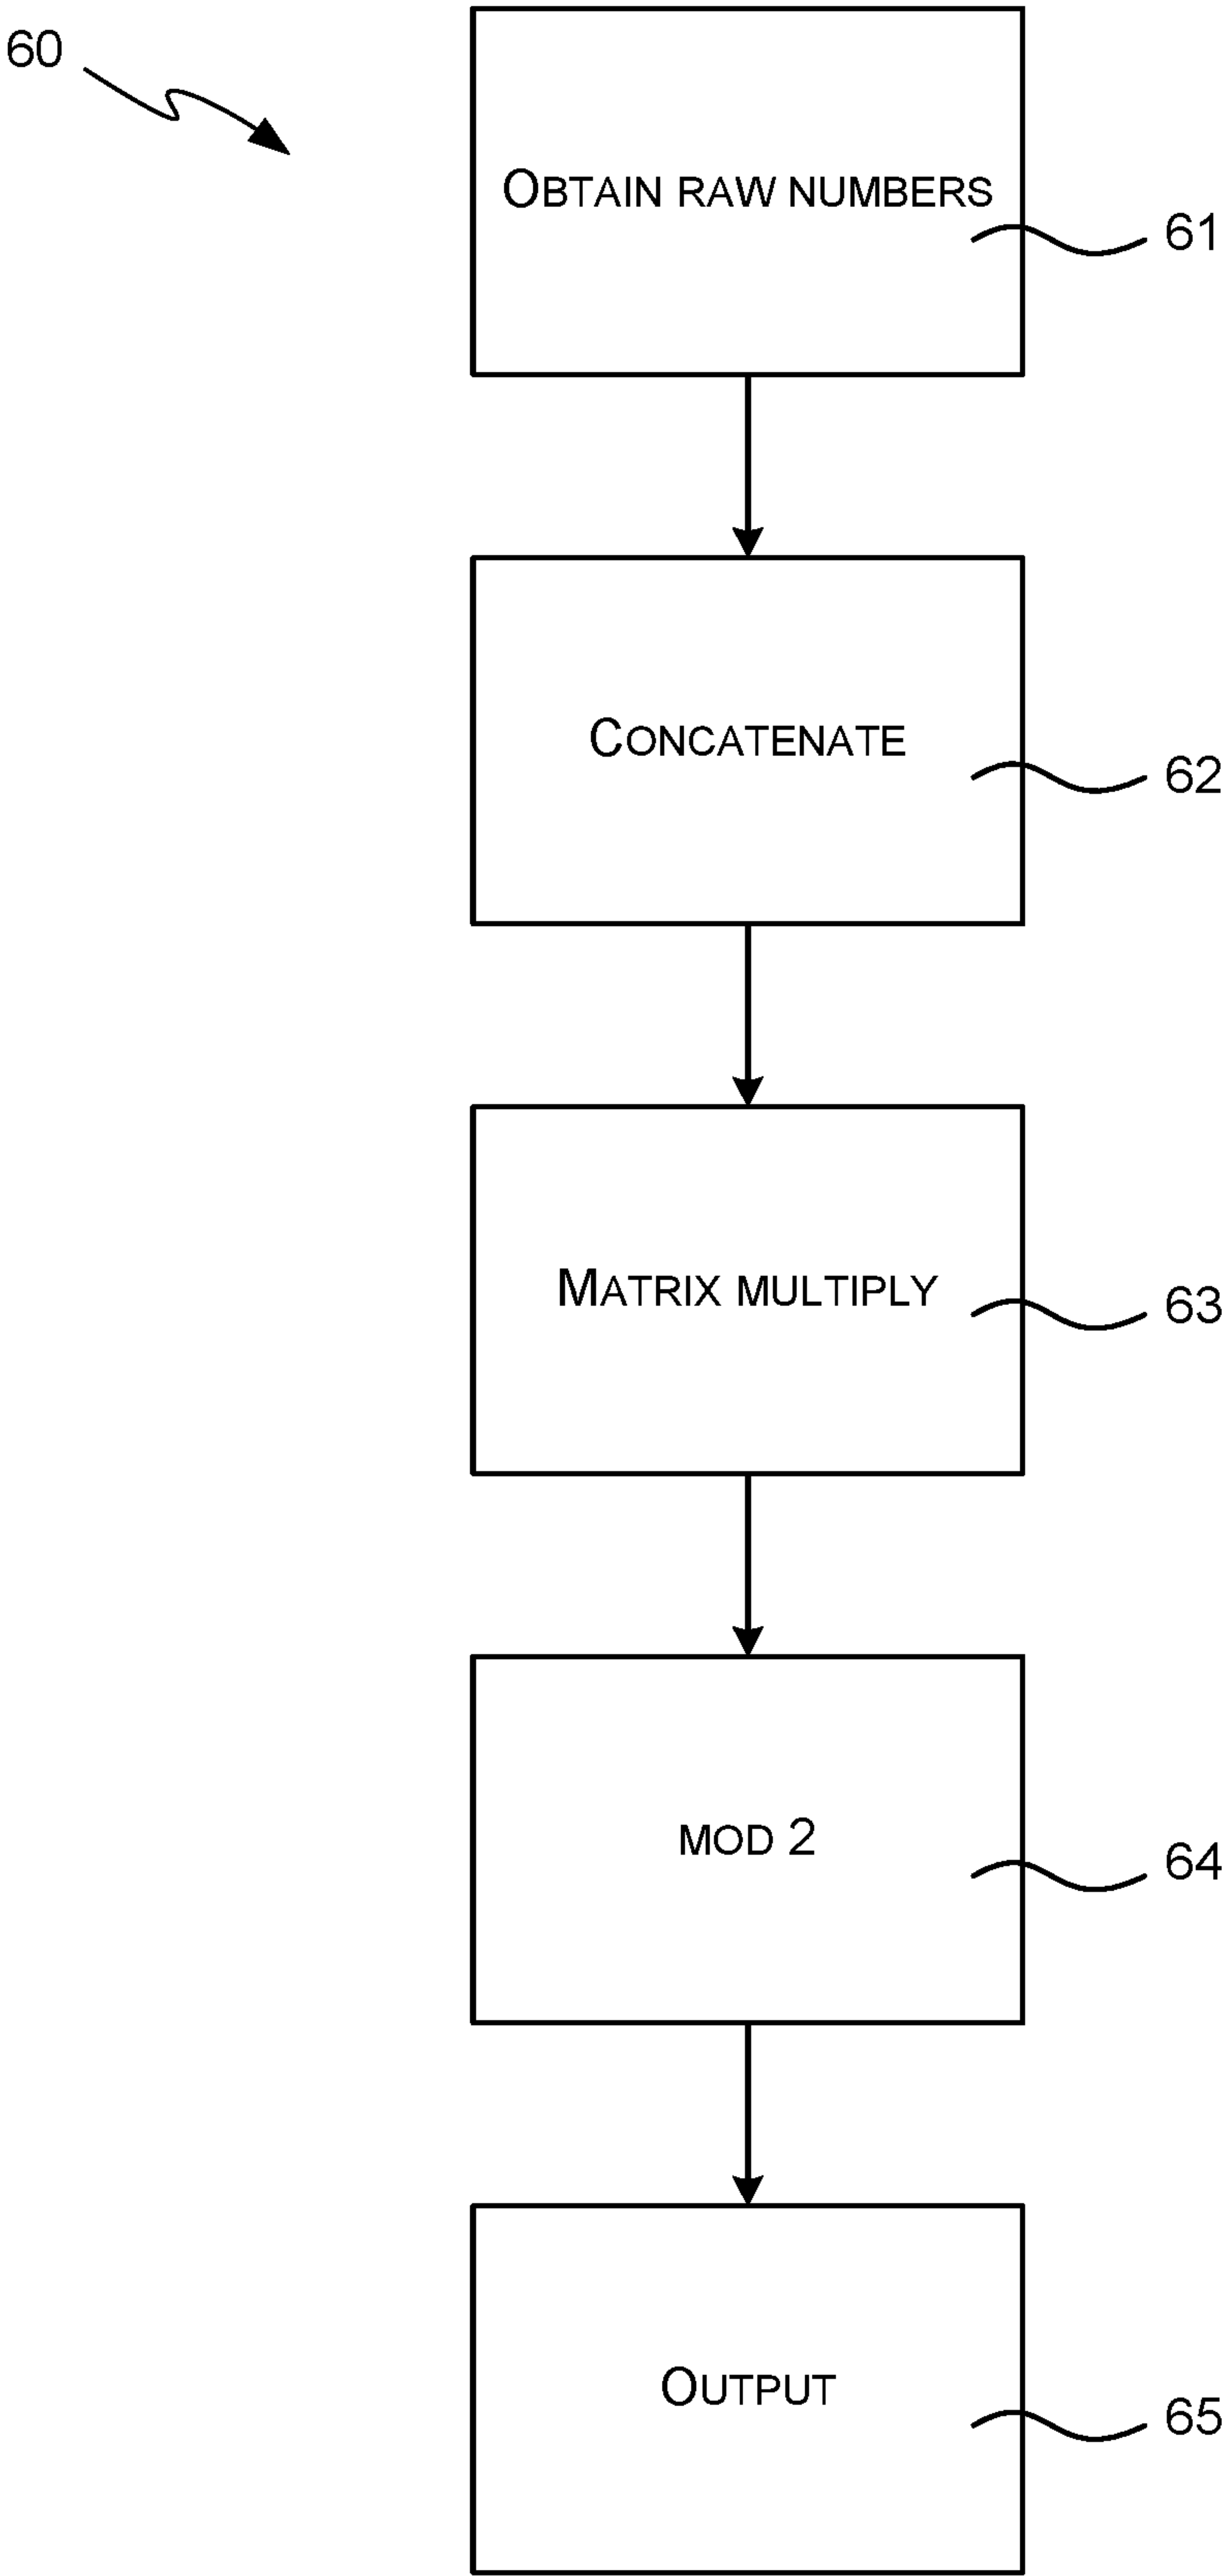 60
OBTAIN RAW NUMBERS
61
CONCATENATE
62
MATRIX MULTIPLY
63
MOD 2
64
OUTPUT
65